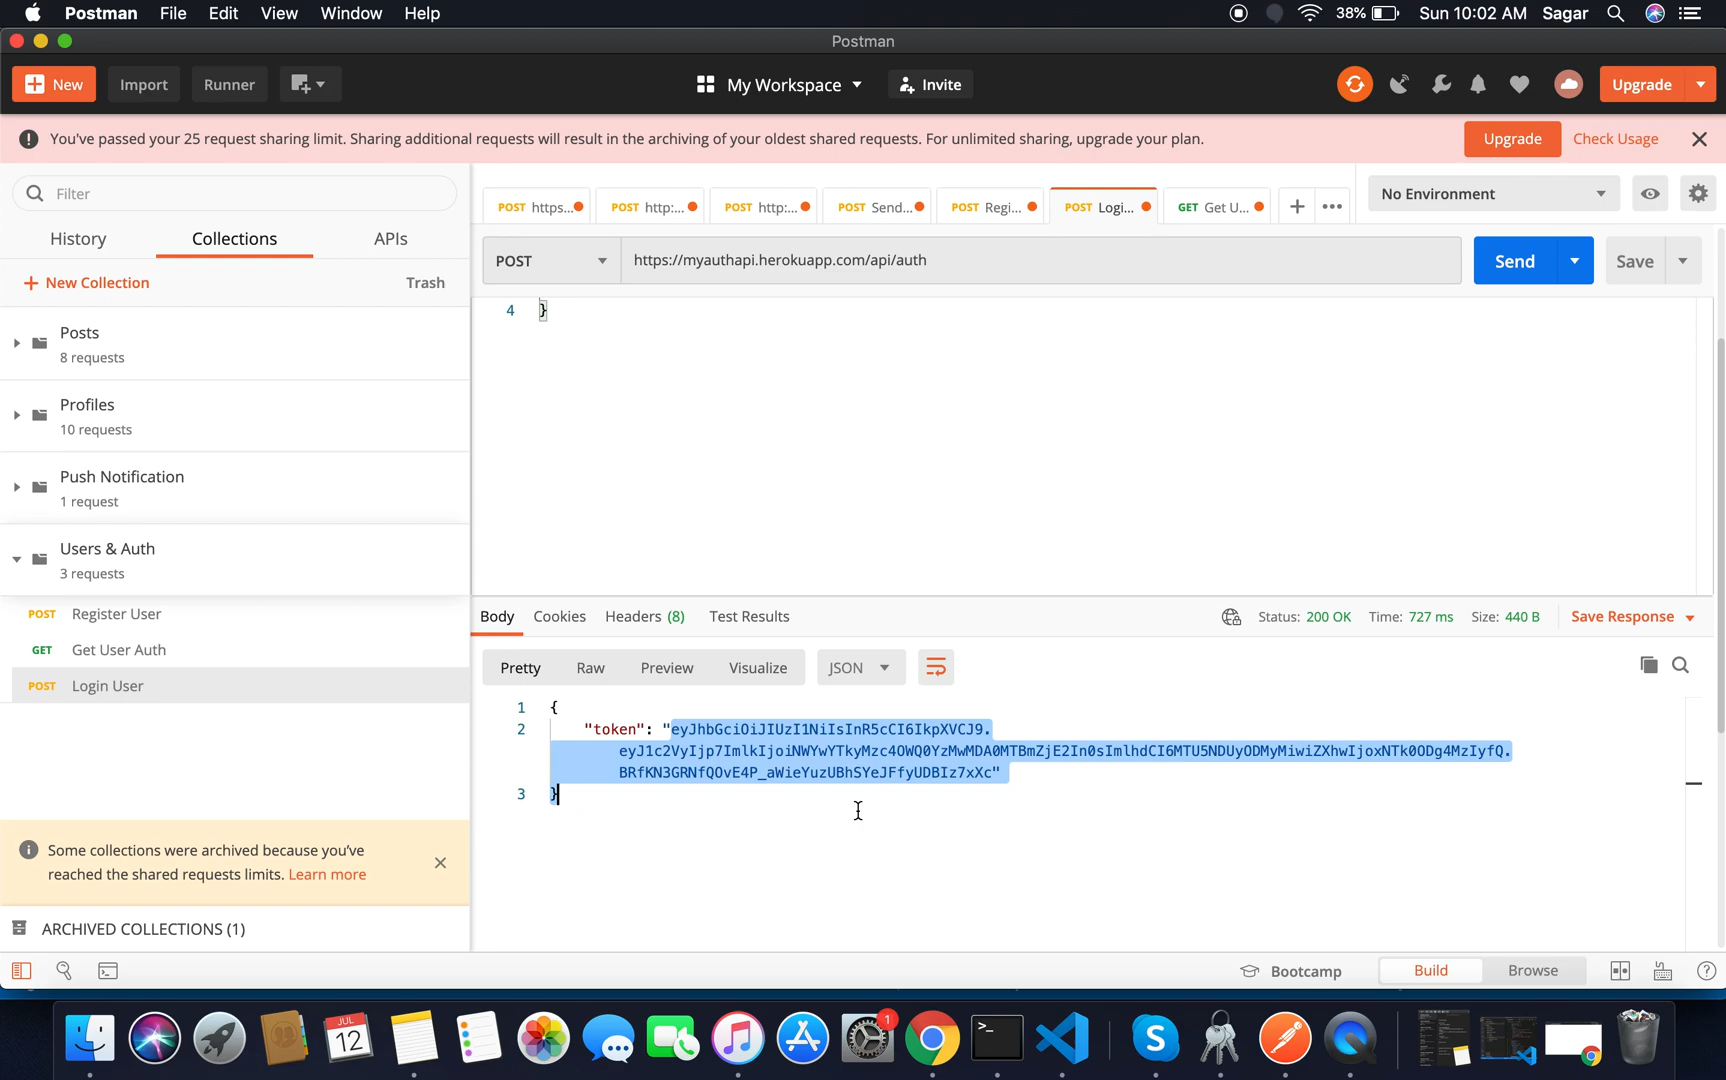 Postman File Edit View Window Help 38% Sun 10:02 AM Sagar
Postman
New Import Runner My Workspace Invite Upgrade
You've passed your 25 request sharing limit. Sharing additional requests will result in the archiving of your oldest shared requests. For unlimited sharing, upgrade your plan. Upgrade Check Usage
Filter
History Collections APIs
New Collection Trash
Posts
8 requests
Profiles
10 requests
Push Notification
1 request
Users & Auth
3 requests
POST Register User
GET Get User Auth
POST Login User
Some collections were archived because you've
reached the shared requests limits. Learn more
ARCHIVED COLLECTIONS (1)
POST https... POST http:... POST http:... POST Send... POST Regi... POST Logi... GET Get U... No Environment
POST https://myauthapi.herokuapp.com/api/auth Send Save
4 }
Body Cookies Headers (8) Test Results Status: 200 OK Time: 727 ms Size: 440 B Save Response
Pretty Raw Preview Visualize JSON
1 {
2 "token": "eyJhbGciOiJIUzI1NiIsInR5cCI6IkpXVCJ9.
eyJ1c2VyIjp7ImlkIjoiNWYwYTkyMzc4OWQ0YzMwMDA0MTBmZjE2In0sImlhdCI6MTU5NDUyODMyMiwiZXhwIjoxNTk0ODg4MzIyfQ.
BRfKN3GRNfQOvE4P_aWieYuzUBhSYeJFfyUDBIz7xXc"
3 }
Bootcamp Build Browse
JUL
12
1